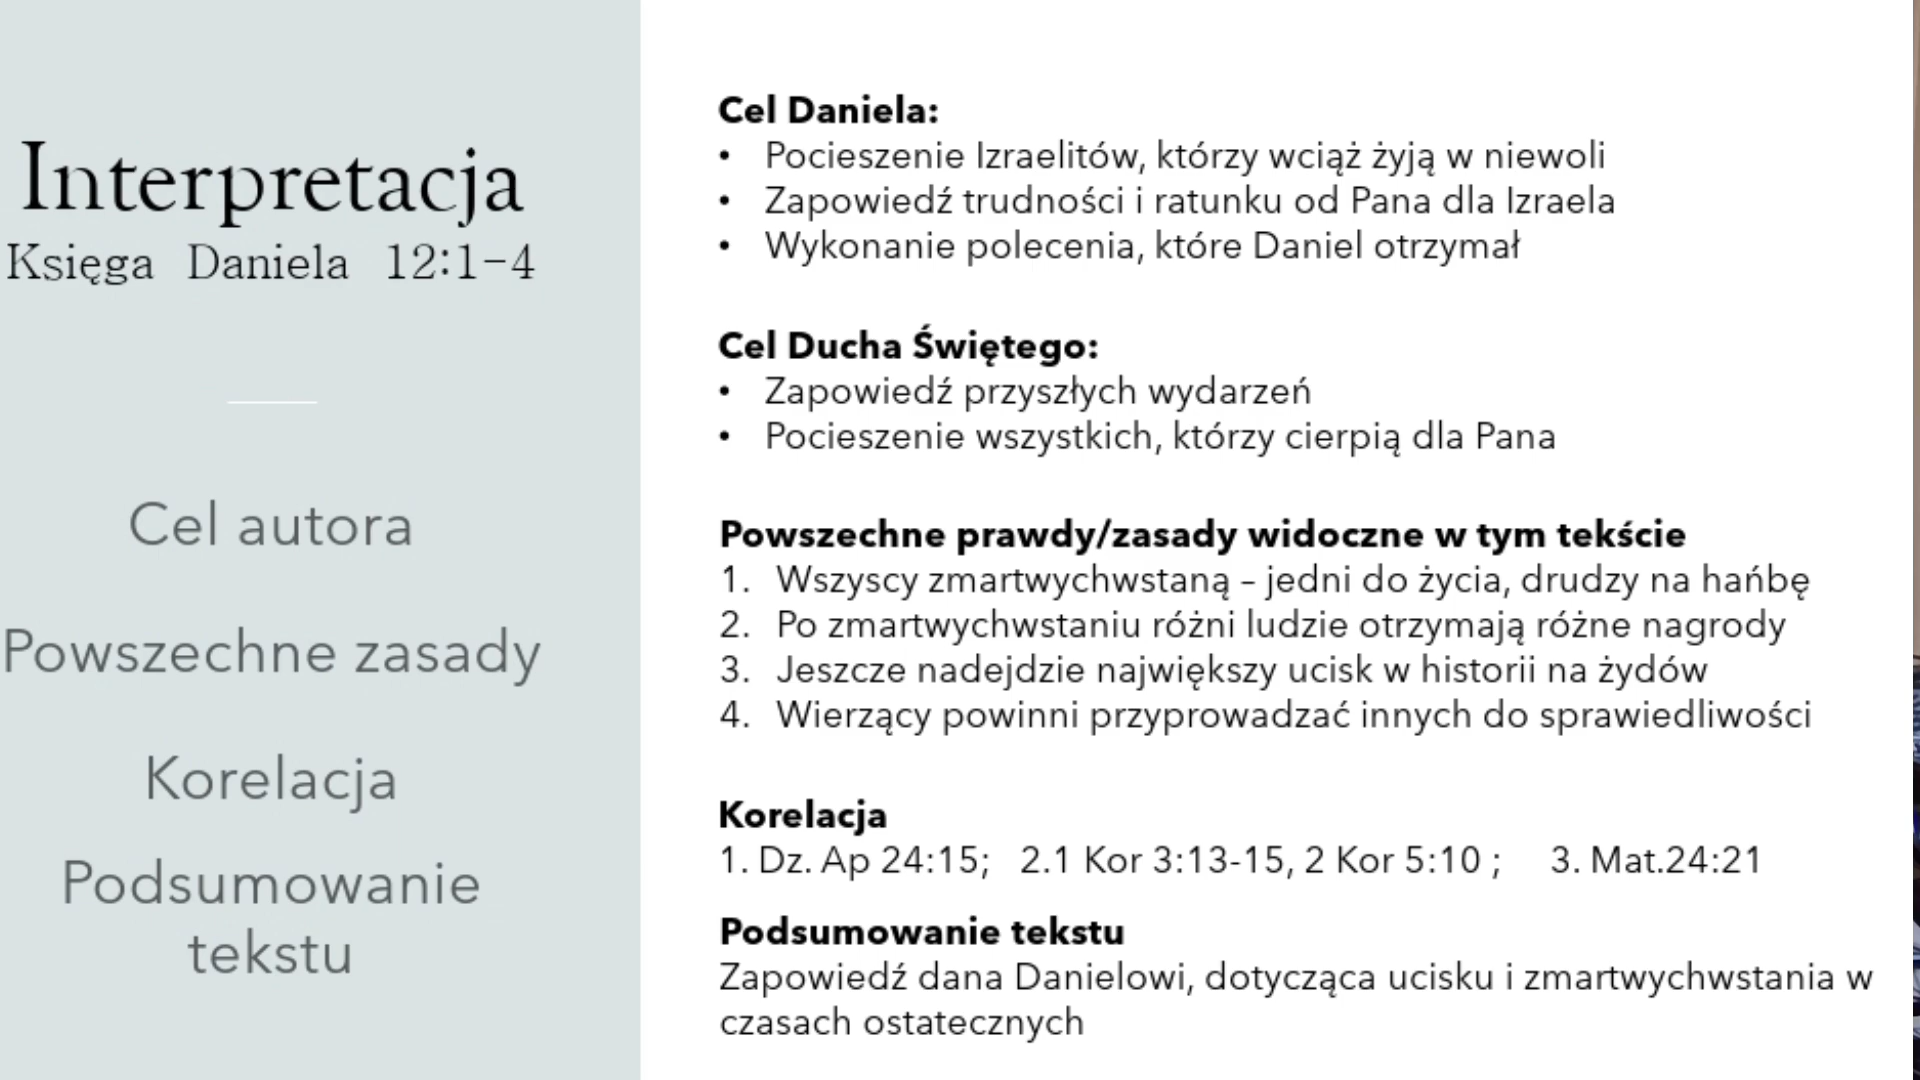 Interpretacja
Księga Daniela 12:1-4
Cel autora
Powszechne zasady
Korelacja
Podsumowanie
tekstu
Cel Daniela:
• Pocieszenie Izraelitów, którzy wciąż żyją w niewoli
• Zapowiedź trudności i ratunku od Pana dla Izraela
• Wykonanie polecenia, które Daniel otrzymał
Cel Ducha Świętego:
• Zapowiedź przyszłych wydarzeń
• Pocieszenie wszystkich, którzy cierpią dla Pana
Powszechne prawdy/zasady widoczne w tym tekście
1. Wszyscy zmartwychwstaną – jedni do życia, drudzy na hańbę
2. Po zmartwychwstaniu różni ludzie otrzymają różne nagrody
3. Jeszcze nadejdzie największy ucisk w historii na żydów
4. Wierzący powinni przyprowadzać innych do sprawiedliwości
Korelacja
1. Dz. Ap 24:15; 2.1 Kor 3:13-15, 2 Kor 5:10 ; 3. Mat.24:21
Podsumowanie tekstu
Zapowiedź dana Danielowi, dotycząca ucisku i zmartwychwstania w
czasach ostatecznych